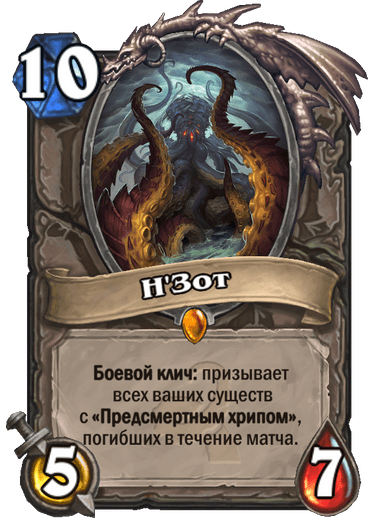 10
Н'Зот
Боевой клич: призывает
всех ваших существ
с «Предсмертным хрипом»,
погибших в течение матча.
5
7